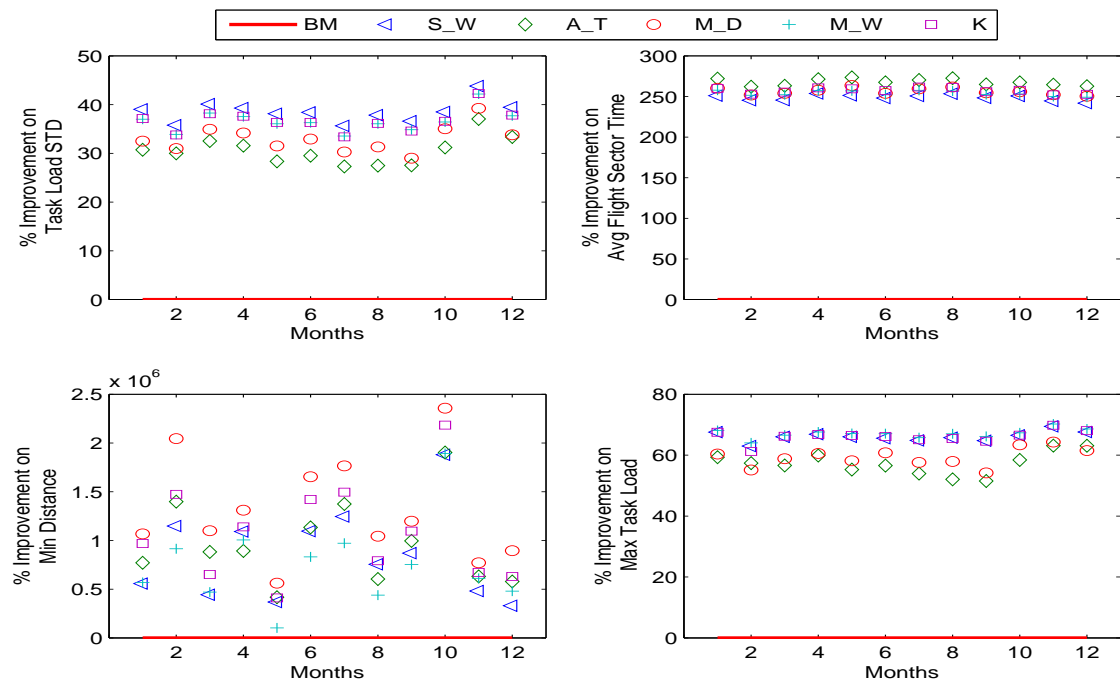 BM S_W A_T M_D M_W K
% Improvement on
Task Load STD
50
40
30
20
10
0
2 4 6 8 10 12
Months
% Improvement on
Avg Flight Sector Time
300
250
200
150
100
50
0
2 4 6 8 10 12
Months
% Improvement on
Min Distance
x 10^6
2.5
2
1.5
1
0.5
0
2 4 6 8 10 12
Months
% Improvement on
Max Task Load
80
60
40
20
0
2 4 6 8 10 12
Months